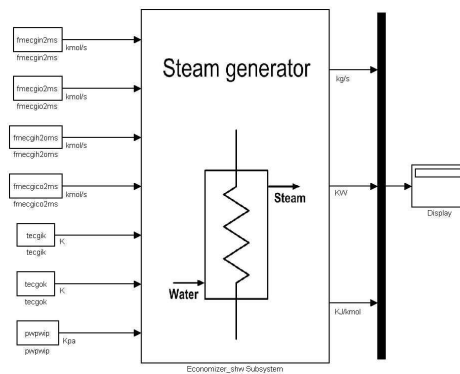 fmecgin2ms
kmol/s
fmecgin2ms
fmecgio2ms
kmol/s
fmecgio2ms
fmecgih2oms
kmol/s
fmecgih2oms
fmecgico2ms
kmol/s
fmecgico2ms
tecgik
K
tecgik
tecgok
K
tecgok
pwpwip
Kpa
pwpwip
Steam generator
Steam
Water
Economizer_shw Subsystem
kg/s
KW
KJ/kmol
Display